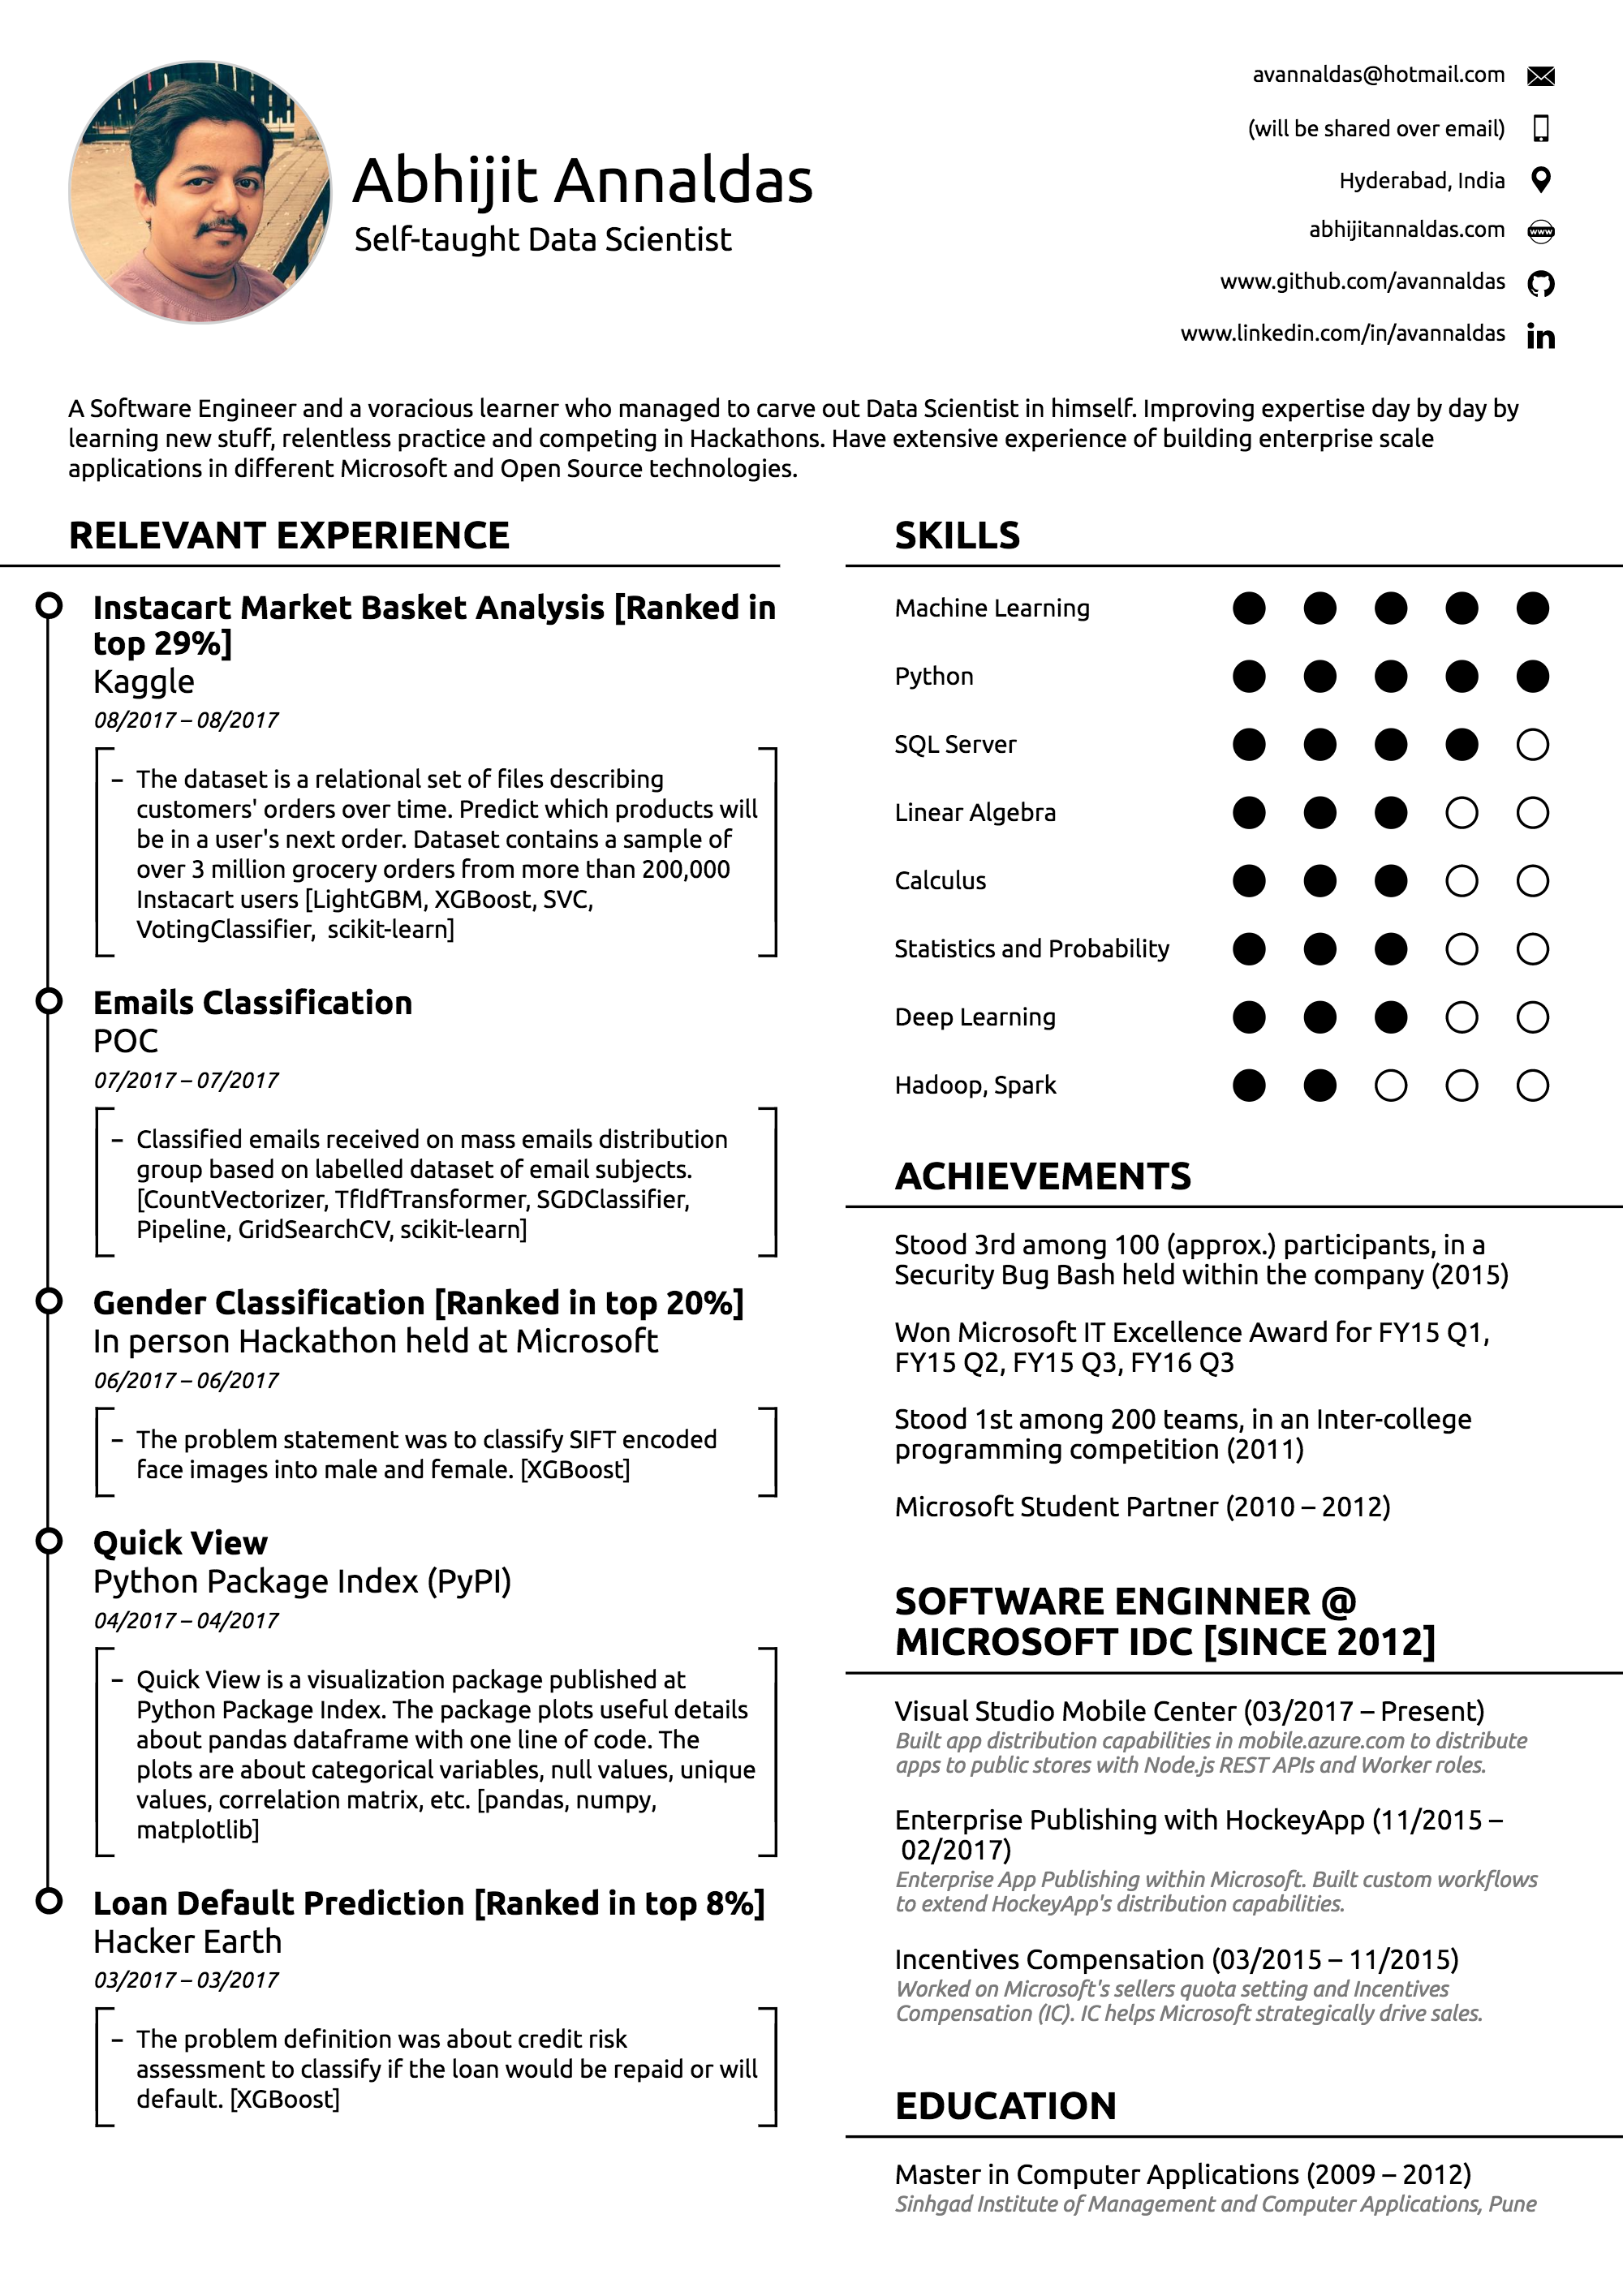 Abhijit Annaldas
Self-taught Data Scientist
avannaldas@hotmail.com
(will be shared over email)
Hyderabad, India
abhijitannaldas.com
www
www.github.com/avannaldas
www.linkedin.com/in/avannaldas
in
A Software Engineer and a voracious learner who managed to carve out Data Scientist in himself. Improving expertise day by day by
learning new stuff, relentless practice and competing in Hackathons. Have extensive experience of building enterprise scale
applications in different Microsoft and Open Source technologies.
RELEVANT EXPERIENCE
Instacart Market Basket Analysis [Ranked in
top 29%]
Kaggle
08/2017 – 08/2017
– The dataset is a relational set of files describing
customers' orders over time. Predict which products will
be in a user's next order. Dataset contains a sample of
over 3 million grocery orders from more than 200,000
Instacart users [LightGBM, XGBoost, SVC,
VotingClassifier,  scikit-learn]
Emails Classification
POC
07/2017 – 07/2017
– Classified emails received on mass emails distribution
group based on labelled dataset of email subjects.
[CountVectorizer, TfIdfTransformer, SGDClassifier,
Pipeline, GridSearchCV, scikit-learn]
Gender Classification [Ranked in top 20%]
In person Hackathon held at Microsoft
06/2017 – 06/2017
– The problem statement was to classify SIFT encoded
face images into male and female. [XGBoost]
Quick View
Python Package Index (PyPI)
04/2017 – 04/2017
– Quick View is a visualization package published at
Python Package Index. The package plots useful details
about pandas dataframe with one line of code. The
plots are about categorical variables, null values, unique
values, correlation matrix, etc. [pandas, numpy,
matplotlib]
Loan Default Prediction [Ranked in top 8%]
Hacker Earth
03/2017 – 03/2017
– The problem definition was about credit risk
assessment to classify if the loan would be repaid or will
default. [XGBoost]
SKILLS
Machine Learning
Python
SQL Server
Linear Algebra
Calculus
Statistics and Probability
Deep Learning
Hadoop, Spark
ACHIEVEMENTS
Stood 3rd among 100 (approx.) participants, in a
Security Bug Bash held within the company (2015)
Won Microsoft IT Excellence Award for FY15 Q1,
FY15 Q2, FY15 Q3, FY16 Q3
Stood 1st among 200 teams, in an Inter-college
programming competition (2011)
Microsoft Student Partner (2010 – 2012)
SOFTWARE ENGINNER @
MICROSOFT IDC [SINCE 2012]
Visual Studio Mobile Center (03/2017 – Present)
Built app distribution capabilities in mobile.azure.com to distribute
apps to public stores with Node.js REST APIs and Worker roles.
Enterprise Publishing with HockeyApp (11/2015 –
02/2017)
Enterprise App Publishing within Microsoft. Built custom workflows
to extend HockeyApp's distribution capabilities.
Incentives Compensation (03/2015 – 11/2015)
Worked on Microsoft's sellers quota setting and Incentives
Compensation (IC). IC helps Microsoft strategically drive sales.
EDUCATION
Master in Computer Applications (2009 – 2012)
Sinhgad Institute of Management and Computer Applications, Pune